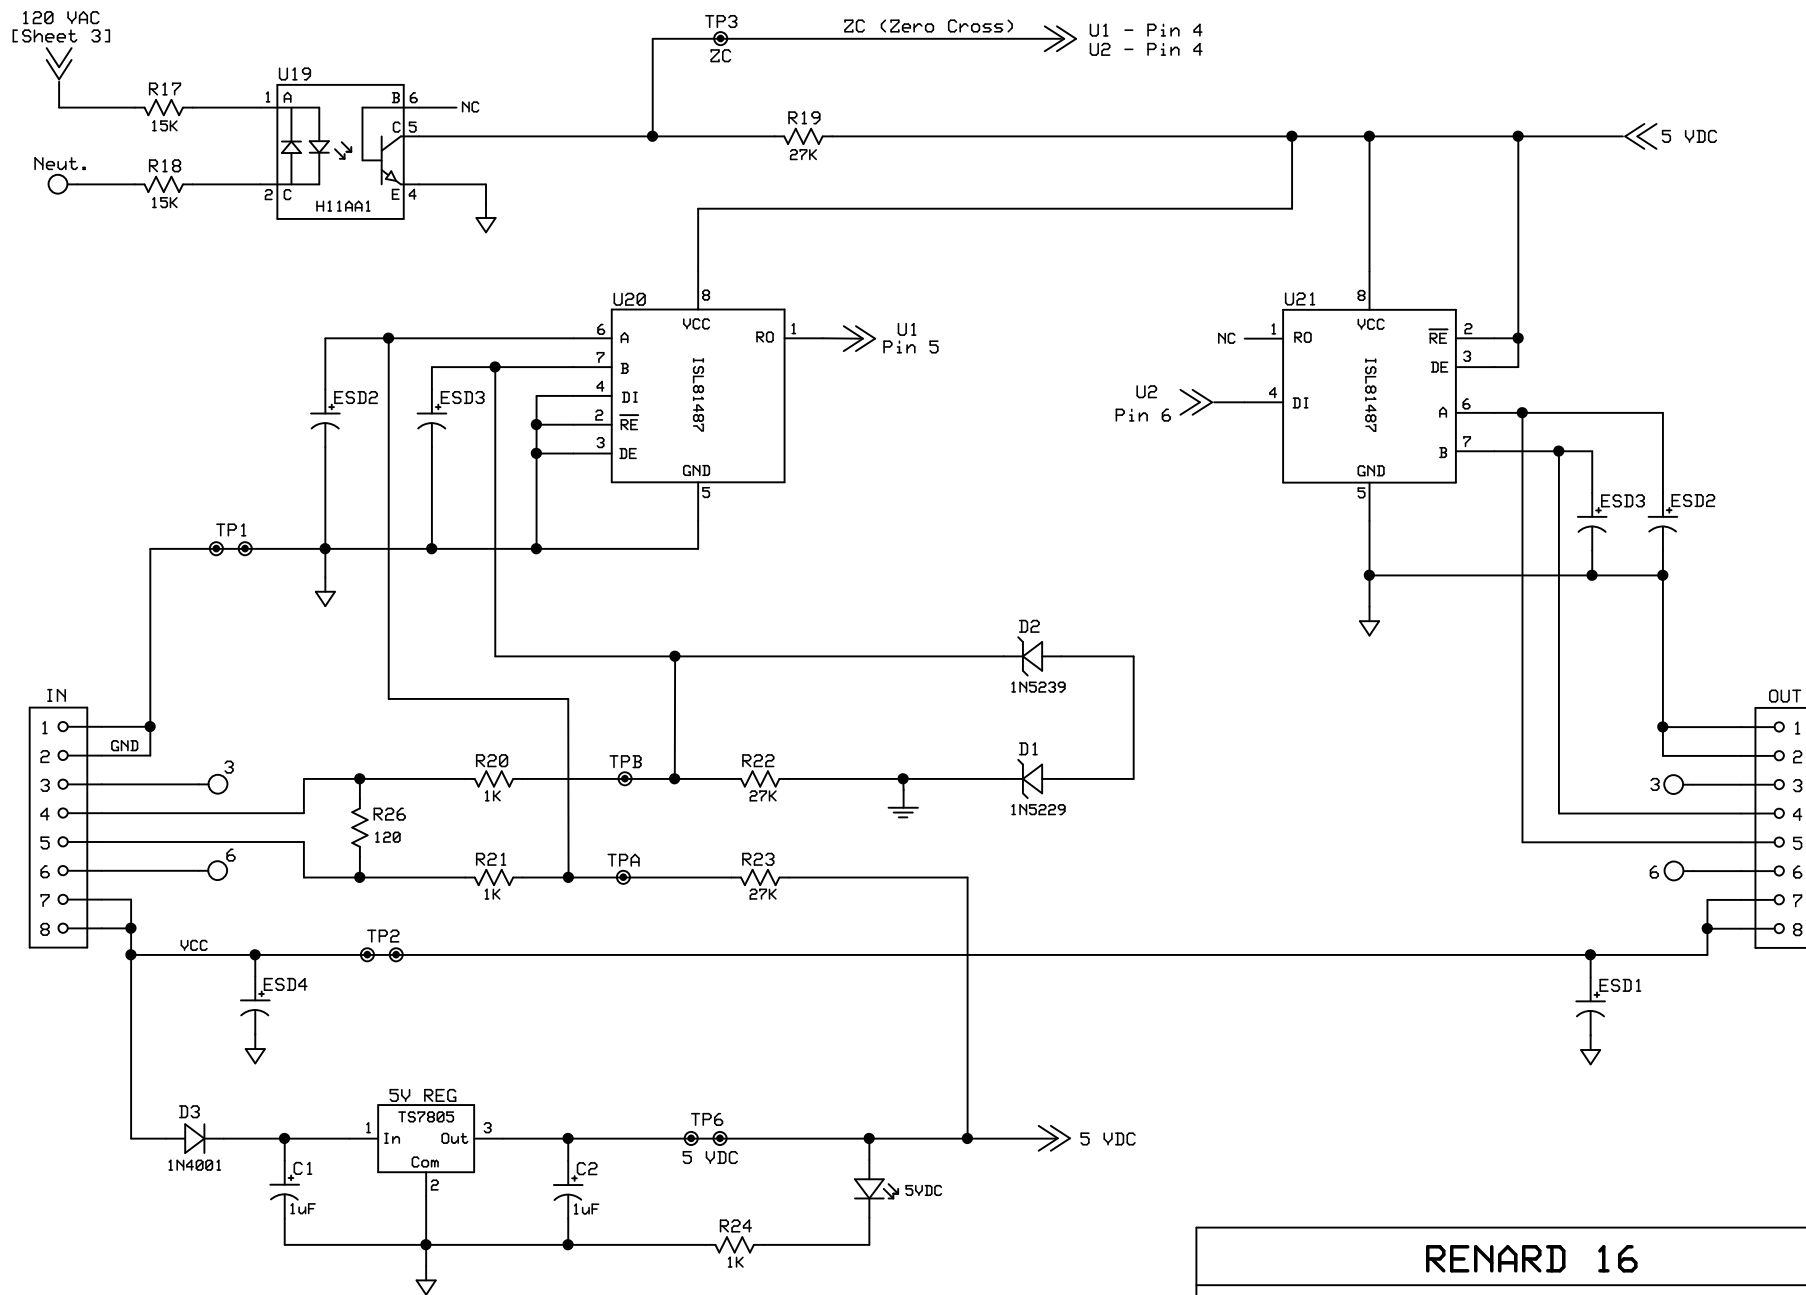 120 VAC
[Sheet 3]
TP3
ZC
ZC (Zero Cross)
U1 - Pin 4
U2 - Pin 4
R17
15K
U19
1 A
B 6
NC
C 5
R19
27K
5 VDC
Neut.
R18
15K
2 C
E 4
H11AA1
U20
8
VCC
6 A
7 B
4 DI
2 RE
3 DE
RO 1
U1
Pin 5
ISL81487
GND
5
ESD2
ESD3
U21
8
VCC
NC 1 RO
RE 2
DE 3
U2
Pin 6
4 DI
A 6
B 7
ISL81487
GND
5
ESD3
ESD2
TP1
D2
1N5239
IN
1
2
GND
3
3
4
5
6
6
7
8
R20
1K
TPB
R22
27K
D1
1N5229
R26
120
R21
1K
TPA
R23
27K
OUT
1
2
3
3
4
5
6
6
7
8
VCC
TP2
ESD4
ESD1
D3
1N4001
C1
1uF
5V REG
TS7805
1 In
Out 3
Com
2
C2
1uF
TP6
5 VDC
5 VDC
5VDC
R24
1K
RENARD 16